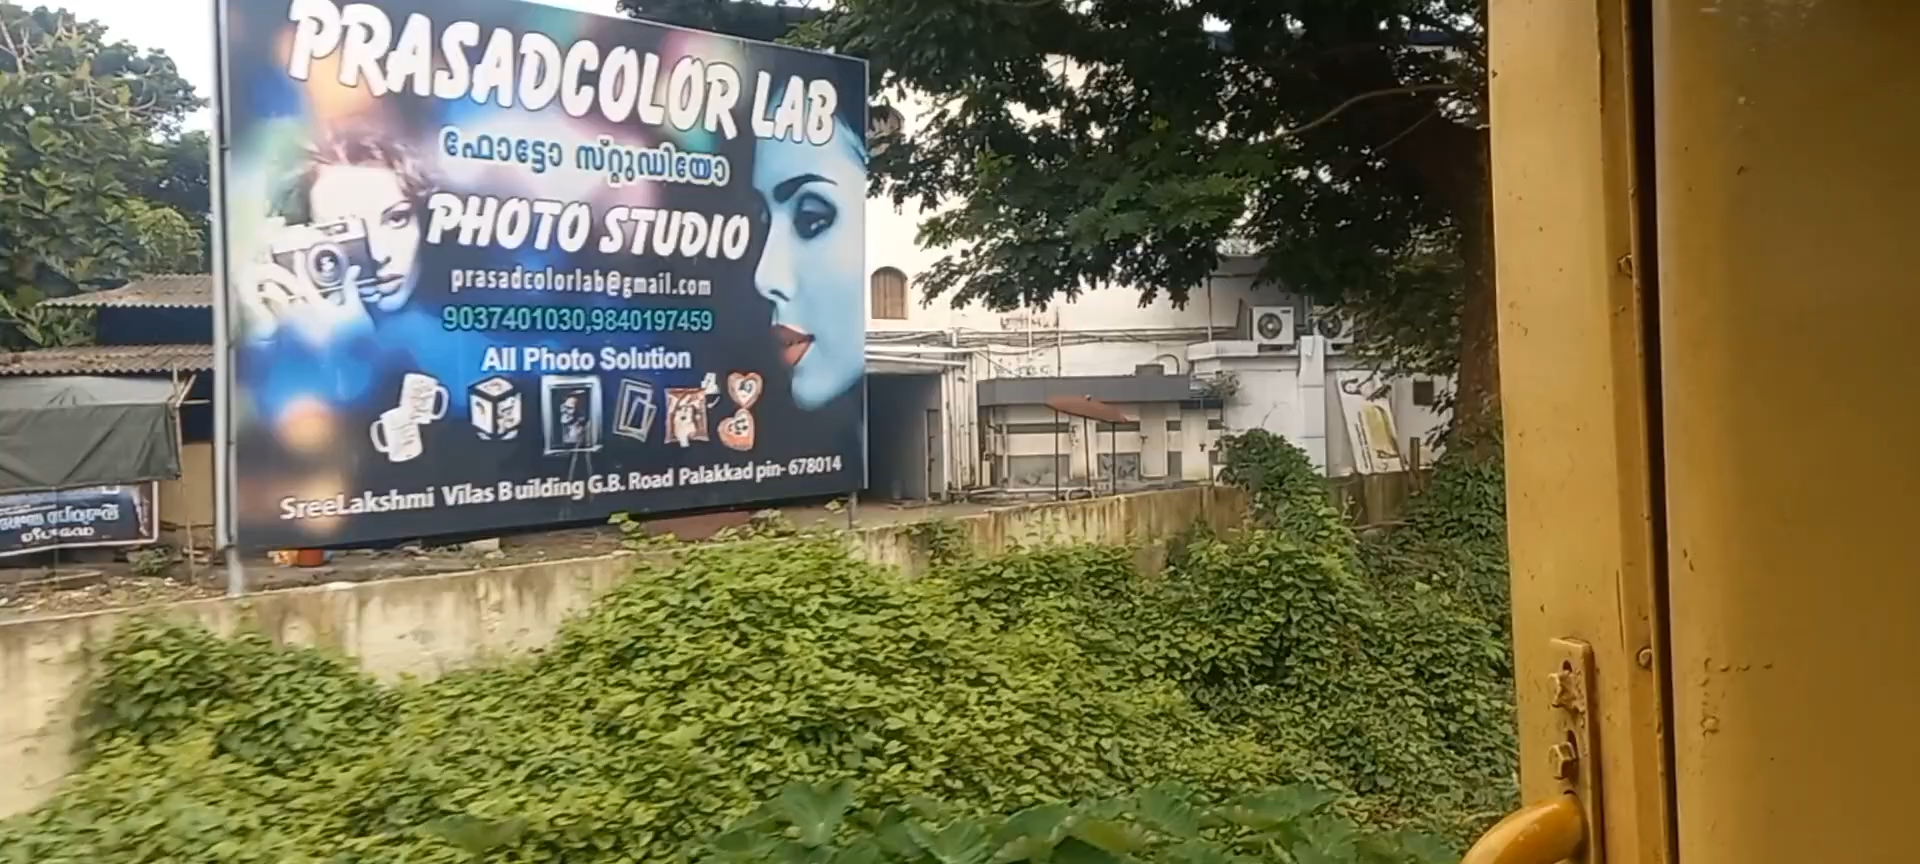 PRASADCOLOR LAB
ഫോട്ടോ സ്റ്റുഡിയോ
PHOTO STUDIO
prasadcolorlab@gmail.com
9037401030,9840197459
All Photo Solution
SreeLakshmi Vilas Building G.B. Road Palakkad pin- 678014